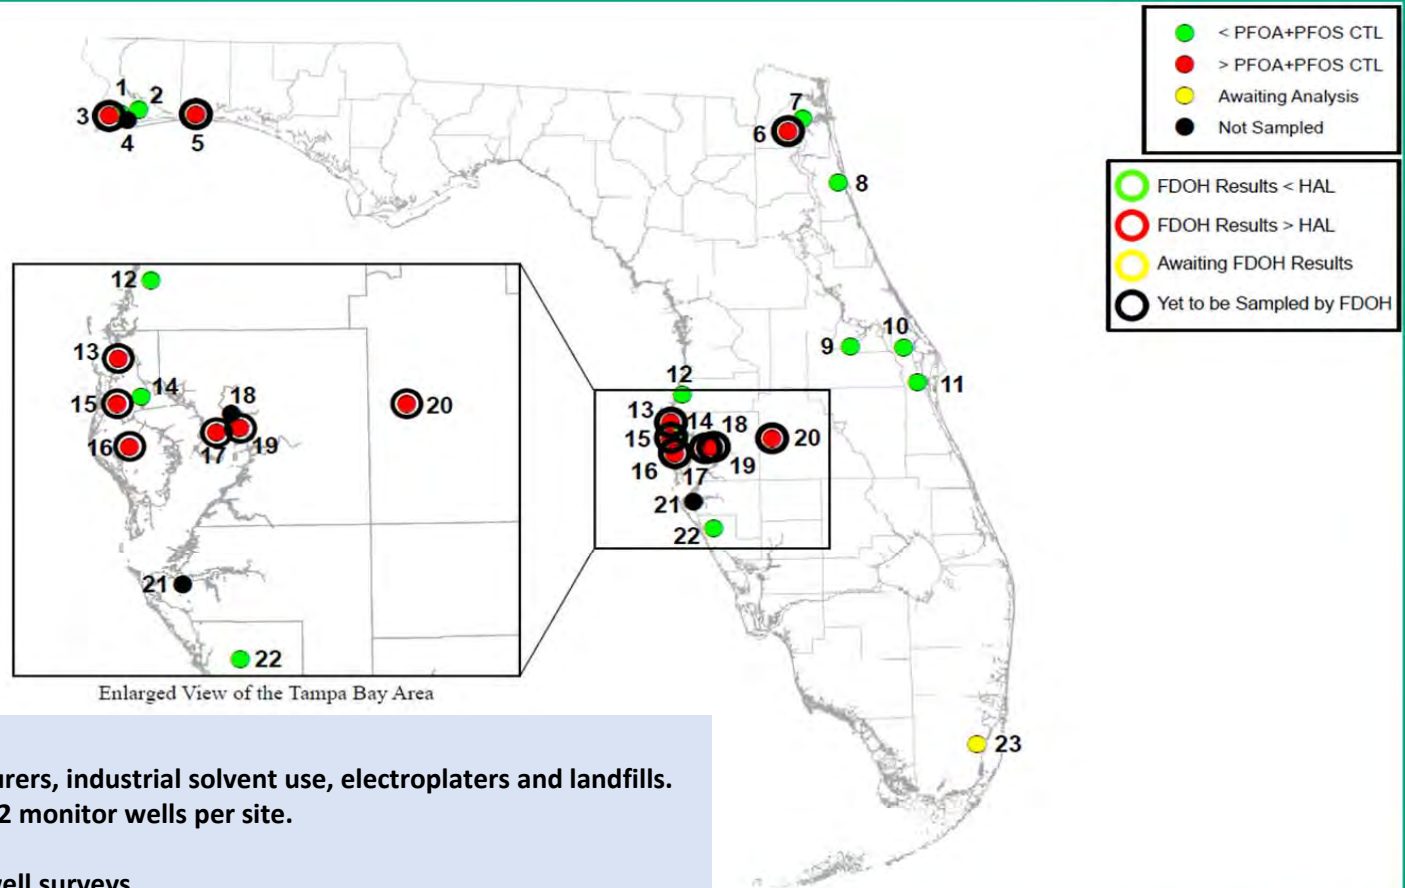 < PFOA+PFOS CTL
> PFOA+PFOS CTL
Awaiting Analysis
Not Sampled
FDOH Results < HAL
FDOH Results > HAL
Awaiting FDOH Results
Yet to be Sampled by FDOH
1
2
3
4
5
7
6
8
9
10
11
12
13
14
18
15
20
16
17
19
21
22
23
12
13
14
15
18
20
16
17
19
21
22
Enlarged View of the Tampa Bay Area
urers, industrial solvent use, electroplaters and landfills.
2 monitor wells per site.
well surveys